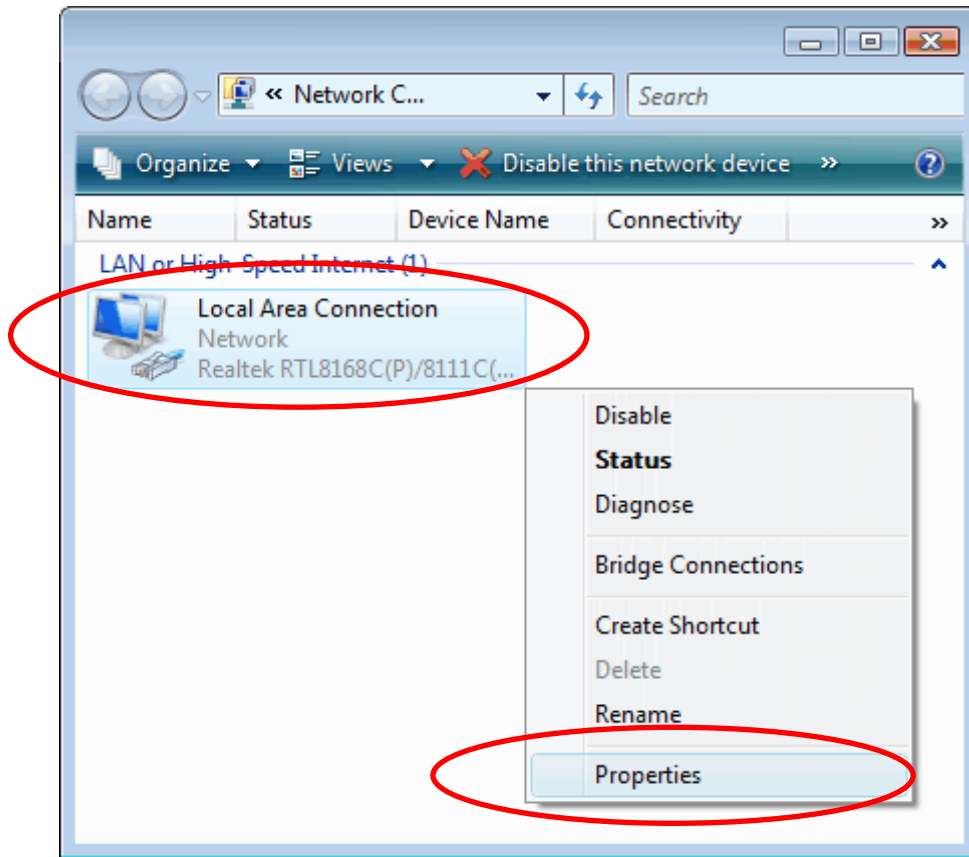 « Network C...
Search
Organize Views Disable this network device »
Name Status Device Name Connectivity »
LAN or High-Speed Internet (1)
Local Area Connection
Network
Realtek RTL8168C(P)/8111C(...
Disable
Status
Diagnose
Bridge Connections
Create Shortcut
Delete
Rename
Properties